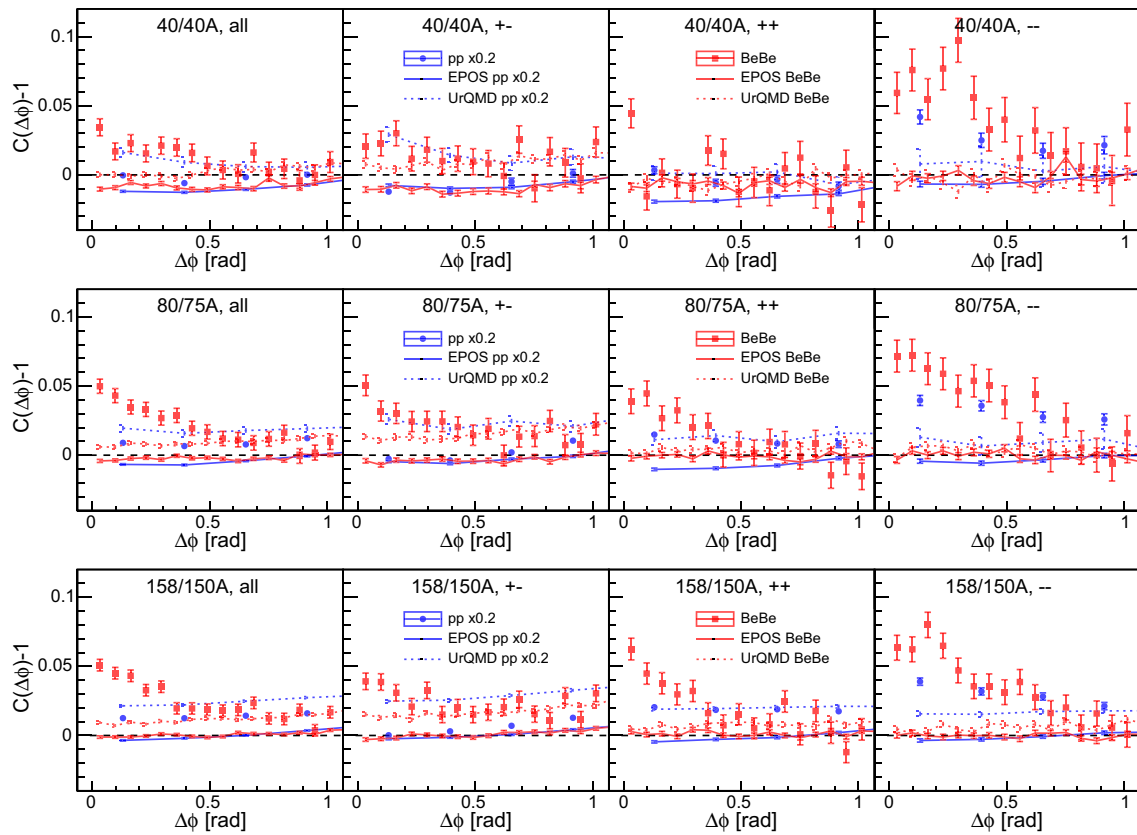 40/40A, all
40/40A, +-
40/40A, ++
40/40A, --
0.1
0.05
0
C(Δϕ)-1
pp x0.2
EPOS pp x0.2
UrQMD pp x0.2
BeBe
EPOS BeBe
UrQMD BeBe
0 0.5 1
0 0.5 1
0 0.5 1
0 0.5 1
Δϕ [rad]
Δϕ [rad]
Δϕ [rad]
Δϕ [rad]
80/75A, all
80/75A, +-
80/75A, ++
80/75A, --
0.1
0.05
0
C(Δϕ)-1
pp x0.2
EPOS pp x0.2
UrQMD pp x0.2
BeBe
EPOS BeBe
UrQMD BeBe
0 0.5 1
0 0.5 1
0 0.5 1
0 0.5 1
Δϕ [rad]
Δϕ [rad]
Δϕ [rad]
Δϕ [rad]
158/150A, all
158/150A, +-
158/150A, ++
158/150A, --
0.1
0.05
0
C(Δϕ)-1
pp x0.2
EPOS pp x0.2
UrQMD pp x0.2
BeBe
EPOS BeBe
UrQMD BeBe
0 0.5 1
0 0.5 1
0 0.5 1
0 0.5 1
Δϕ [rad]
Δϕ [rad]
Δϕ [rad]
Δϕ [rad]